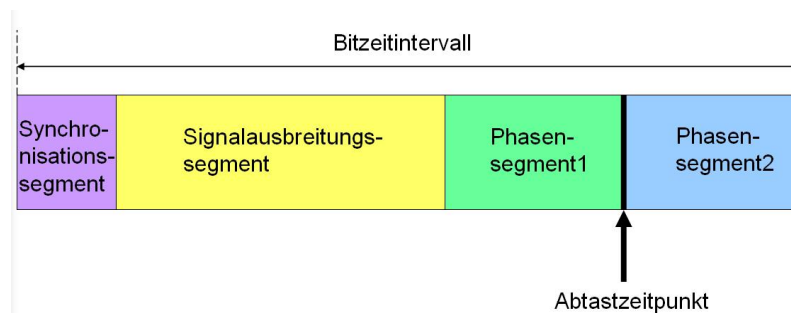 Bitzeitintervall
Synchro-
nisations-
segment
Signalausbreitungs-
segment
Phasen-
segment1
Phasen-
segment2
Abtastzeitpunkt